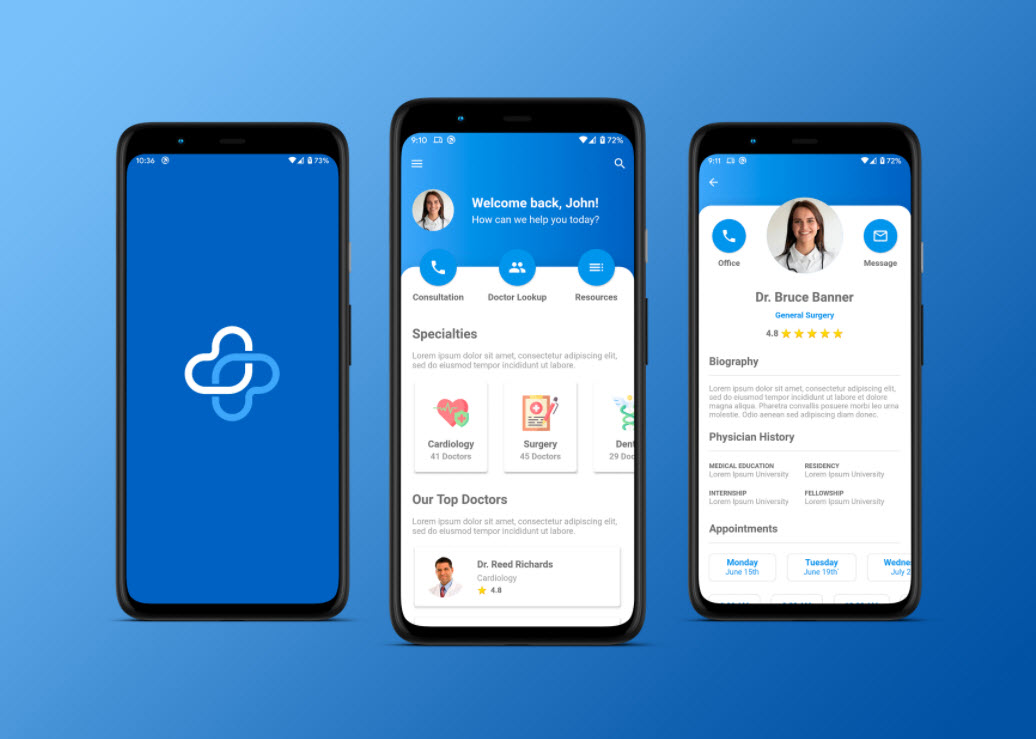 10:36
73%
9:10
72%
Welcome back, John!
How can we help you today?
Consultation
Doctor Lookup
Resources
Specialties
Lorem ipsum dolor sit amet, consectetur adipiscing elit,
sed do eiusmod tempor incididunt ut labore.
Cardiology
41 Doctors
Surgery
45 Doctors
Dent
29 Doc
Our Top Doctors
Lorem ipsum dolor sit amet, consectetur adipiscing elit,
sed do eiusmod tempor incididunt ut labore.
Dr. Reed Richards
Cardiology
4.8
9:11
72%
Office
Message
Dr. Bruce Banner
General Surgery
4.8
Biography
Lorem ipsum dolor sit amet, consectetur adipiscing elit,
sed do eiusmod tempor incididunt ut labore et dolore
magna aliqua. Pharetra convallis posuere morbi leo urna
molestie. Odio aenean sed adipiscing diam donec.
Physician History
MEDICAL EDUCATION
Lorem Ipsum University
RESIDENCY
Lorem Ipsum University
INTERNSHIP
Lorem Ipsum University
FELLOWSHIP
Lorem Ipsum University
Appointments
Monday
June 15th
Tuesday
June 19th
Wednes
July 2